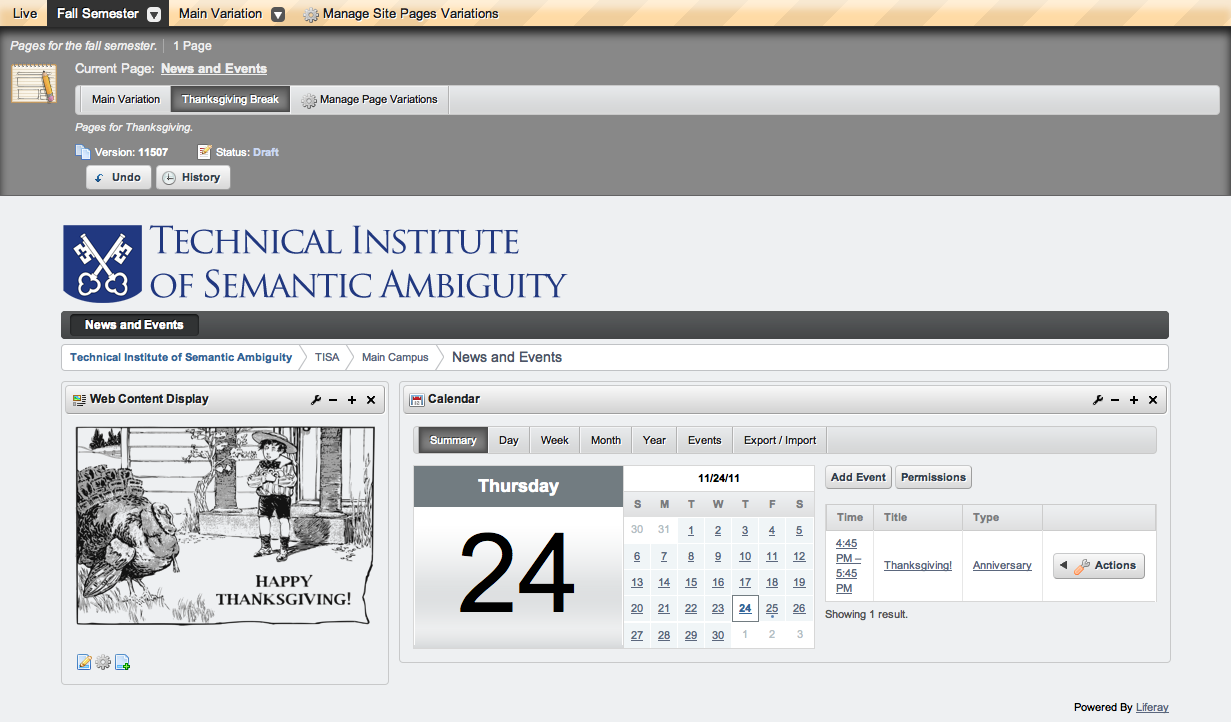 Live Fall Semester Main Variation Manage Site Pages Variations
Pages for the fall semester. 1 Page
Current Page: News and Events
Main Variation Thanksgiving Break Manage Page Variations
Pages for Thanksgiving.
Version: 11507 Status: Draft
Undo History
TECHNICAL INSTITUTE
OF SEMANTIC AMBIGUITY
News and Events
Technical Institute of Semantic Ambiguity TISA Main Campus News and Events
Web Content Display
HAPPY
THANKSGIVING!
Calendar
Summary Day Week Month Year Events Export / Import
Thursday
24
11/24/11
S M T W T F S
30 31 1 2 3 4 5
6 7 8 9 10 11 12
13 14 15 16 17 18 19
20 21 22 23 24 25 26
27 28 29 30 1 2 3
Add Event Permissions
Time Title Type
4:45
PM –
5:45
PM
Thanksgiving! Anniversary Actions
Showing 1 result.
Powered By Liferay